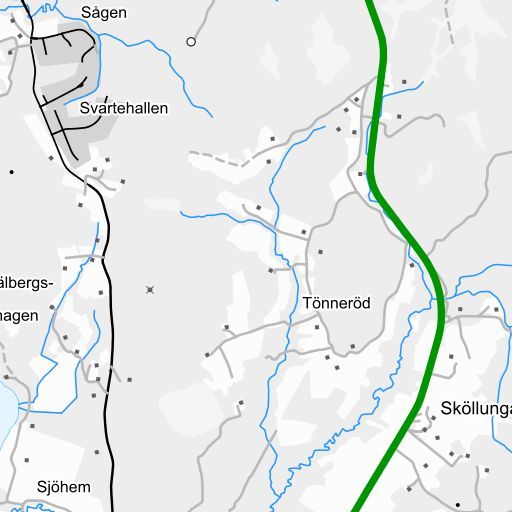 Sågen
Svartehallen
älbergs-
hagen
Tönneröd
Sköllunga
Sjöhem